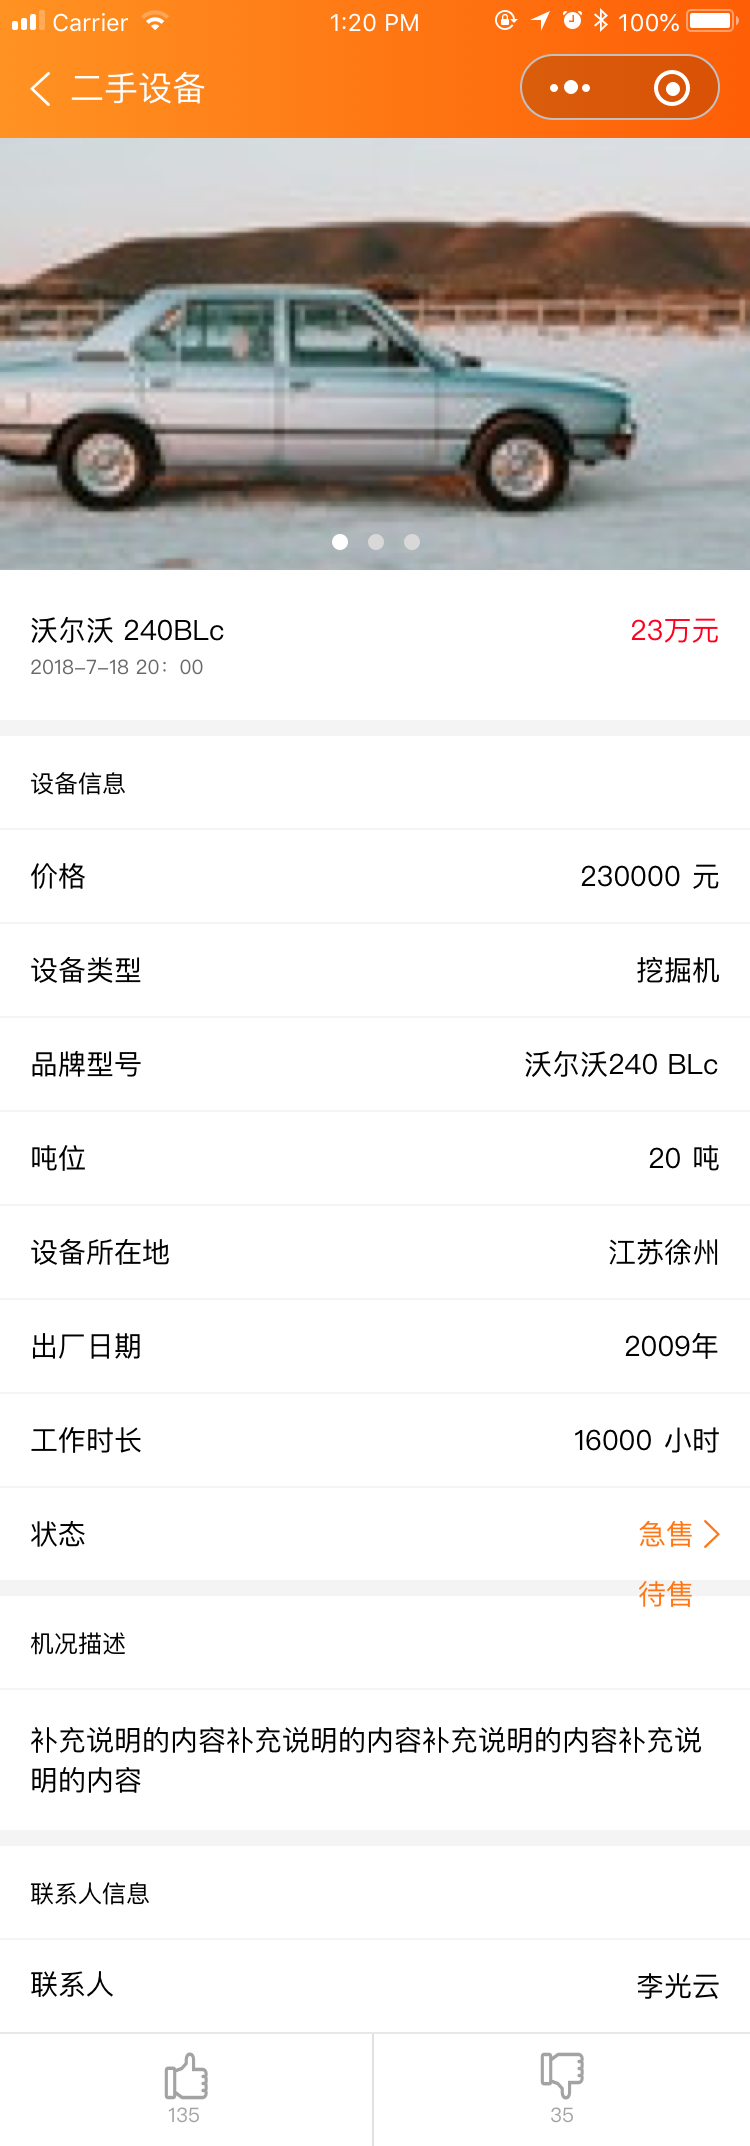 Carrier 1:20 PM 100%
二手设备
沃尔沃 240BLc 23万元
2018-7-18 20：00
设备信息
价格 230000 元
设备类型 挖掘机
品牌型号 沃尔沃240 BLc
吨位 20 吨
设备所在地 江苏徐州
出厂日期 2009年
工作时长 16000 小时
状态 急售
待售
机况描述
补充说明的内容补充说明的内容补充说明的内容补充说
明的内容
联系人信息
联系人 李光云
135 35